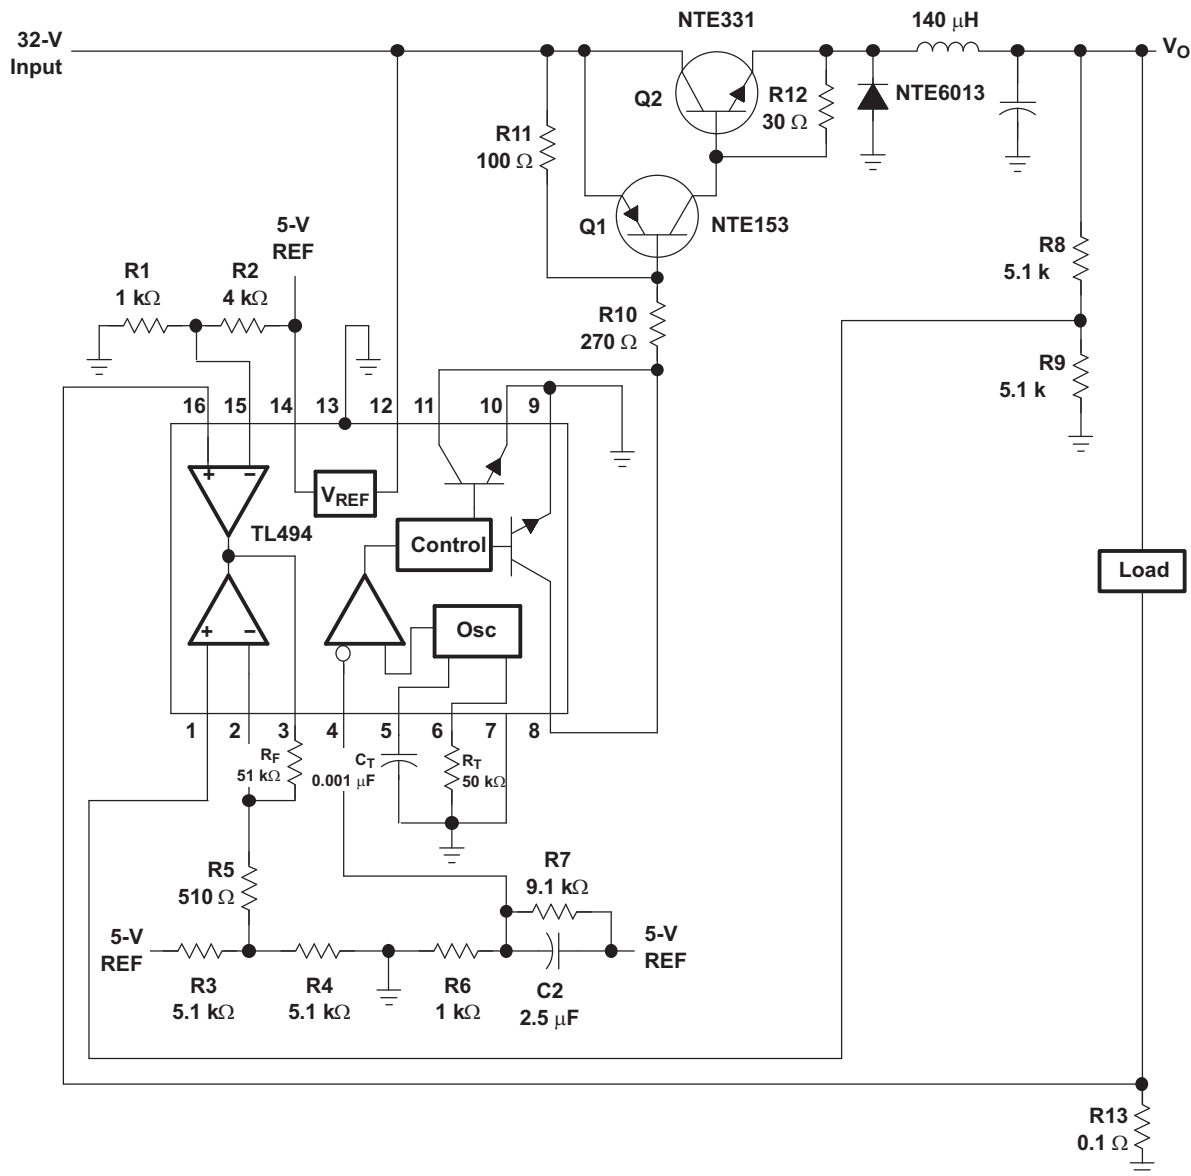 NTE331
140 μH
32-V
Input
VO
Q2
R12
30 Ω
NTE6013
R11
100 Ω
Q1
NTE153
5-V
REF
R1
1 kΩ
R2
4 kΩ
R8
5.1 k
R10
270 Ω
R9
5.1 k
16 15 14 13 12 11 10 9
+ −
VREF
TL494
Control
+ −
Osc
Load
1 2 3 4 5 6 7 8
RF
51 kΩ
CT
0.001 μF
RT
50 kΩ
R5
510 Ω
R7
9.1 kΩ
5-V
REF
5-V
REF
R3
5.1 kΩ
R4
5.1 kΩ
R6
1 kΩ
C2
2.5 μF
R13
0.1 Ω